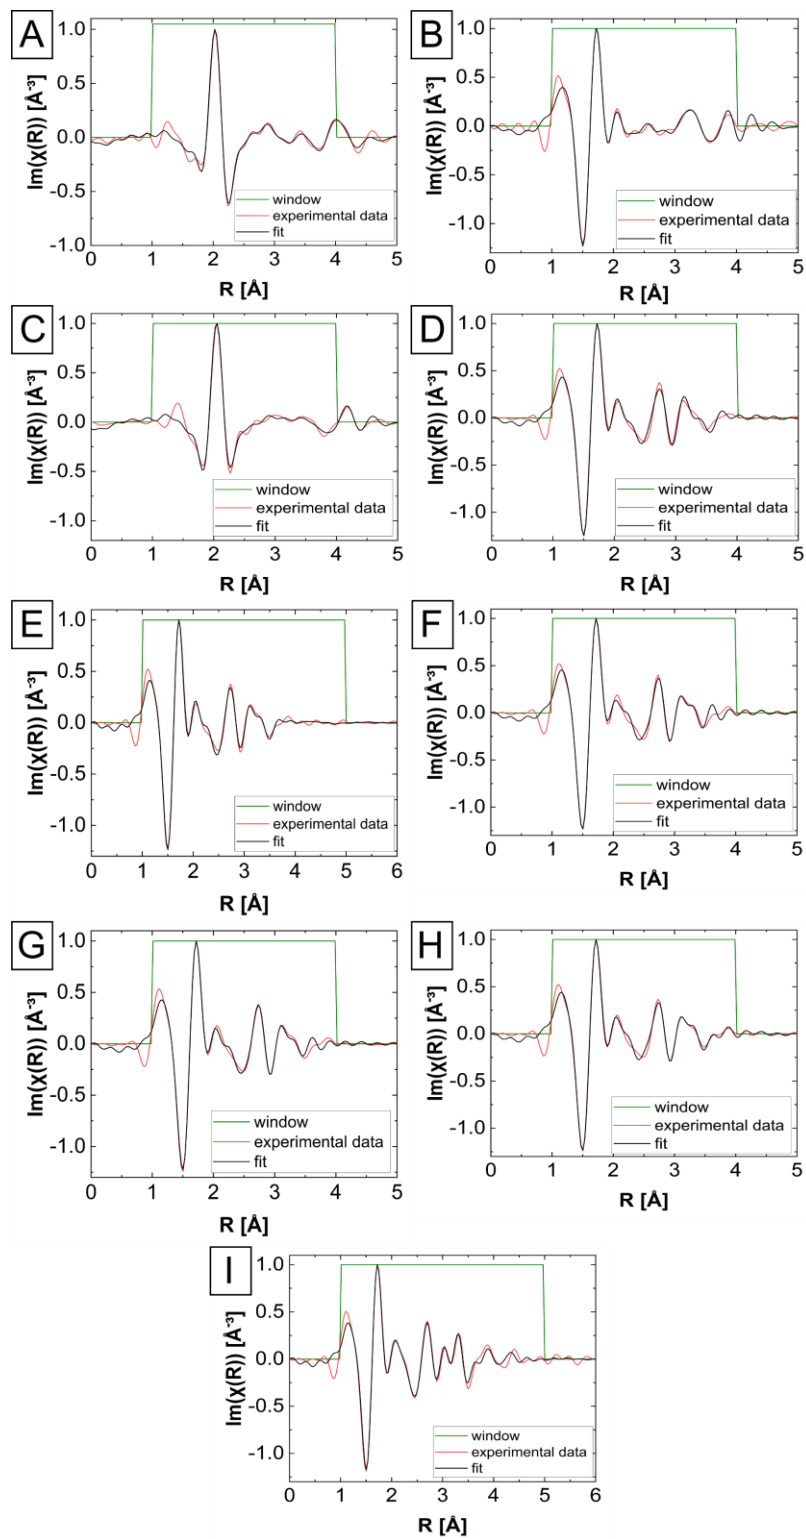 A
Im(χ(R)) [Å⁻³]
1.0
0.5
0.0
-0.5
-1.0
window
experimental data
fit
0 1 2 3 4 5
R [Å]
B
Im(χ(R)) [Å⁻³]
1.0
0.5
0.0
-0.5
-1.0
window
experimental data
fit
0 1 2 3 4 5
R [Å]
C
Im(χ(R)) [Å⁻³]
1.0
0.5
0.0
-0.5
-1.0
window
experimental data
fit
0 1 2 3 4 5
R [Å]
D
Im(χ(R)) [Å⁻³]
1.0
0.5
0.0
-0.5
-1.0
window
experimental data
fit
0 1 2 3 4 5
R [Å]
E
Im(χ(R)) [Å⁻³]
1.0
0.5
0.0
-0.5
-1.0
window
experimental data
fit
0 1 2 3 4 5 6
R [Å]
F
Im(χ(R)) [Å⁻³]
1.0
0.5
0.0
-0.5
-1.0
window
experimental data
fit
0 1 2 3 4 5
R [Å]
G
Im(χ(R)) [Å⁻³]
1.0
0.5
0.0
-0.5
-1.0
window
experimental data
fit
0 1 2 3 4 5
R [Å]
H
Im(χ(R)) [Å⁻³]
1.0
0.5
0.0
-0.5
-1.0
window
experimental data
fit
0 1 2 3 4 5
R [Å]
I
Im(χ(R)) [Å⁻³]
1.0
0.5
0.0
-0.5
-1.0
window
experimental data
fit
0 1 2 3 4 5 6
R [Å]